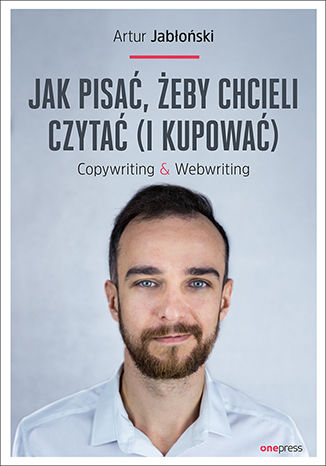 Artur Jabłoński
JAK PISAĆ, ŻEBY CHCIELI
CZYTAĆ (I KUPOWAĆ)
Copywriting & Webwriting
onepress